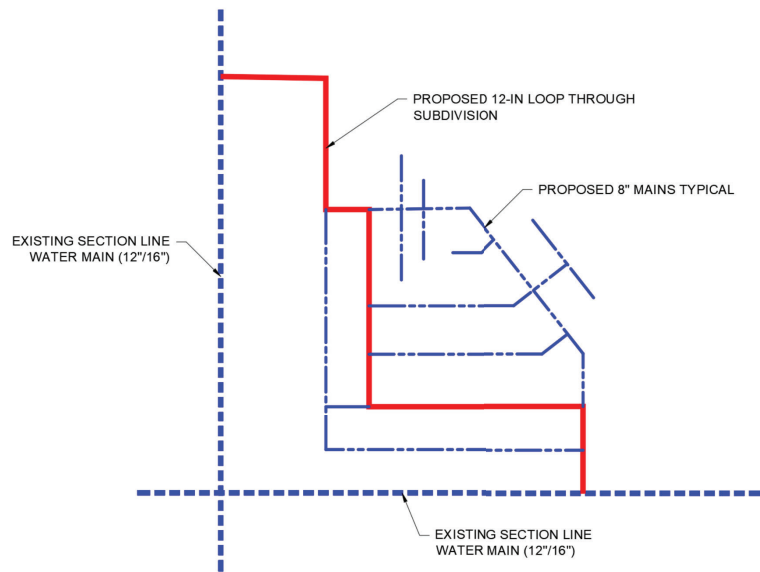 PROPOSED 12-IN LOOP THROUGH
SUBDIVISION
PROPOSED 8" MAINS TYPICAL
EXISTING SECTION LINE
WATER MAIN (12"/16")
EXISTING SECTION LINE
WATER MAIN (12"/16")